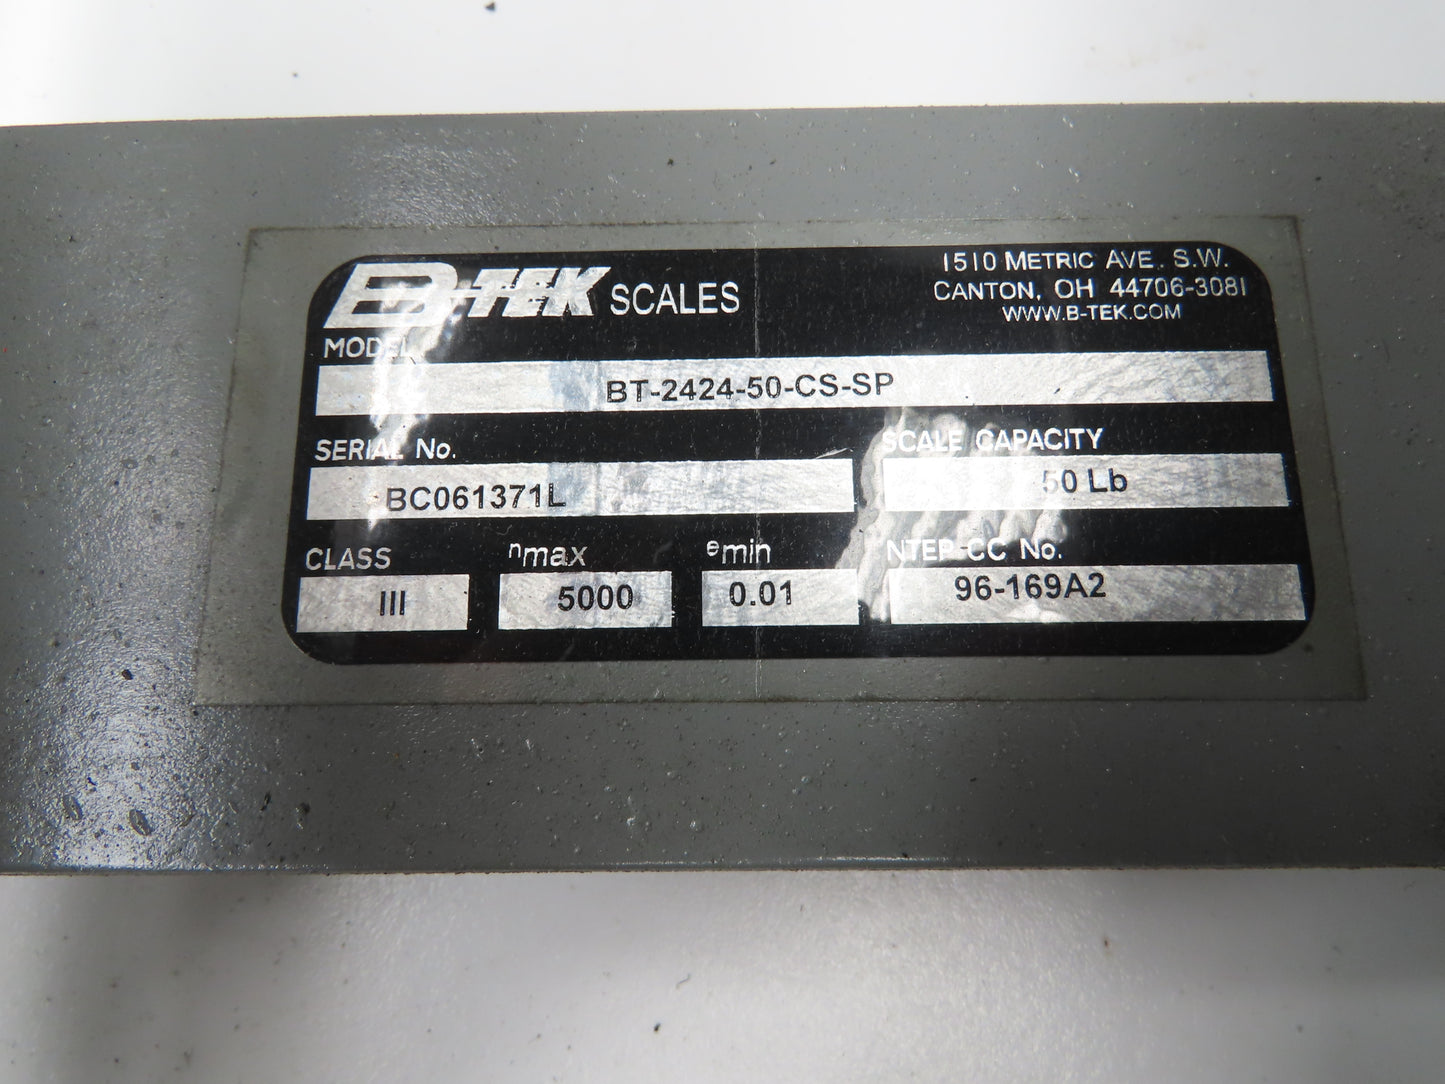 B-TEK SCALES
1510 METRIC AVE. S.W.
CANTON, OH 44706-3081
WWW.B-TEK.COM
MODEL
BT-2424-50-CS-SP
SERIAL No.
SCALE CAPACITY
BC061371L
50 Lb
CLASS
nmax
emin
NTEP CC No.
III
5000
0.01
96-169A2